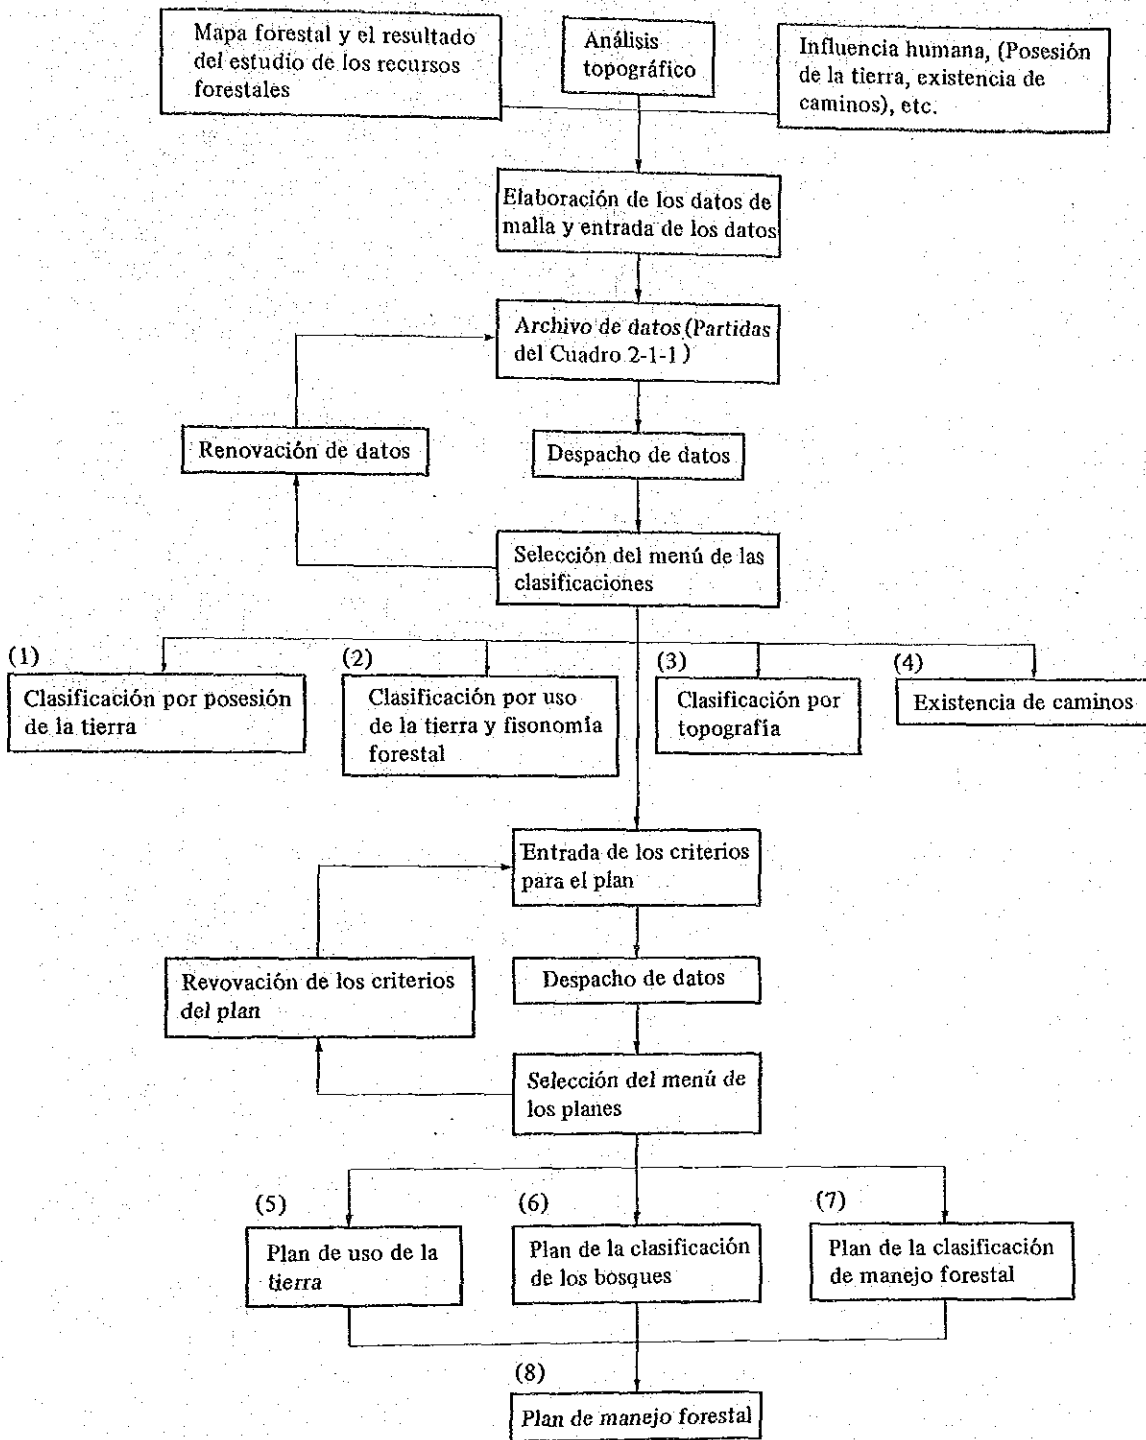 Mapa forestal y el resultado
del estudio de los recursos
forestales
Análisis
topográfico
Influencia humana, (Posesión
de la tierra, existencia de
caminos), etc.
Elaboración de los datos de
malla y entrada de los datos
Archivo de datos (Partidas
del Cuadro 2-1-1)
Renovación de datos
Despacho de datos
Selección del menú de las
clasificaciones
(1)
Clasificación por posesión
de la tierra
(2)
Clasificación por uso
de la tierra y fisonomía
forestal
(3)
Clasificación por
topografía
(4)
Existencia de caminos
Entrada de los criterios
para el plan
Revovación de los criterios
del plan
Despacho de datos
Selección del menú de
los planes
(5)
Plan de uso de la
tierra
(6)
Plan de la clasificación
de los bosques
(7)
Plan de la clasificación
de manejo forestal
(8)
Plan de manejo forestal